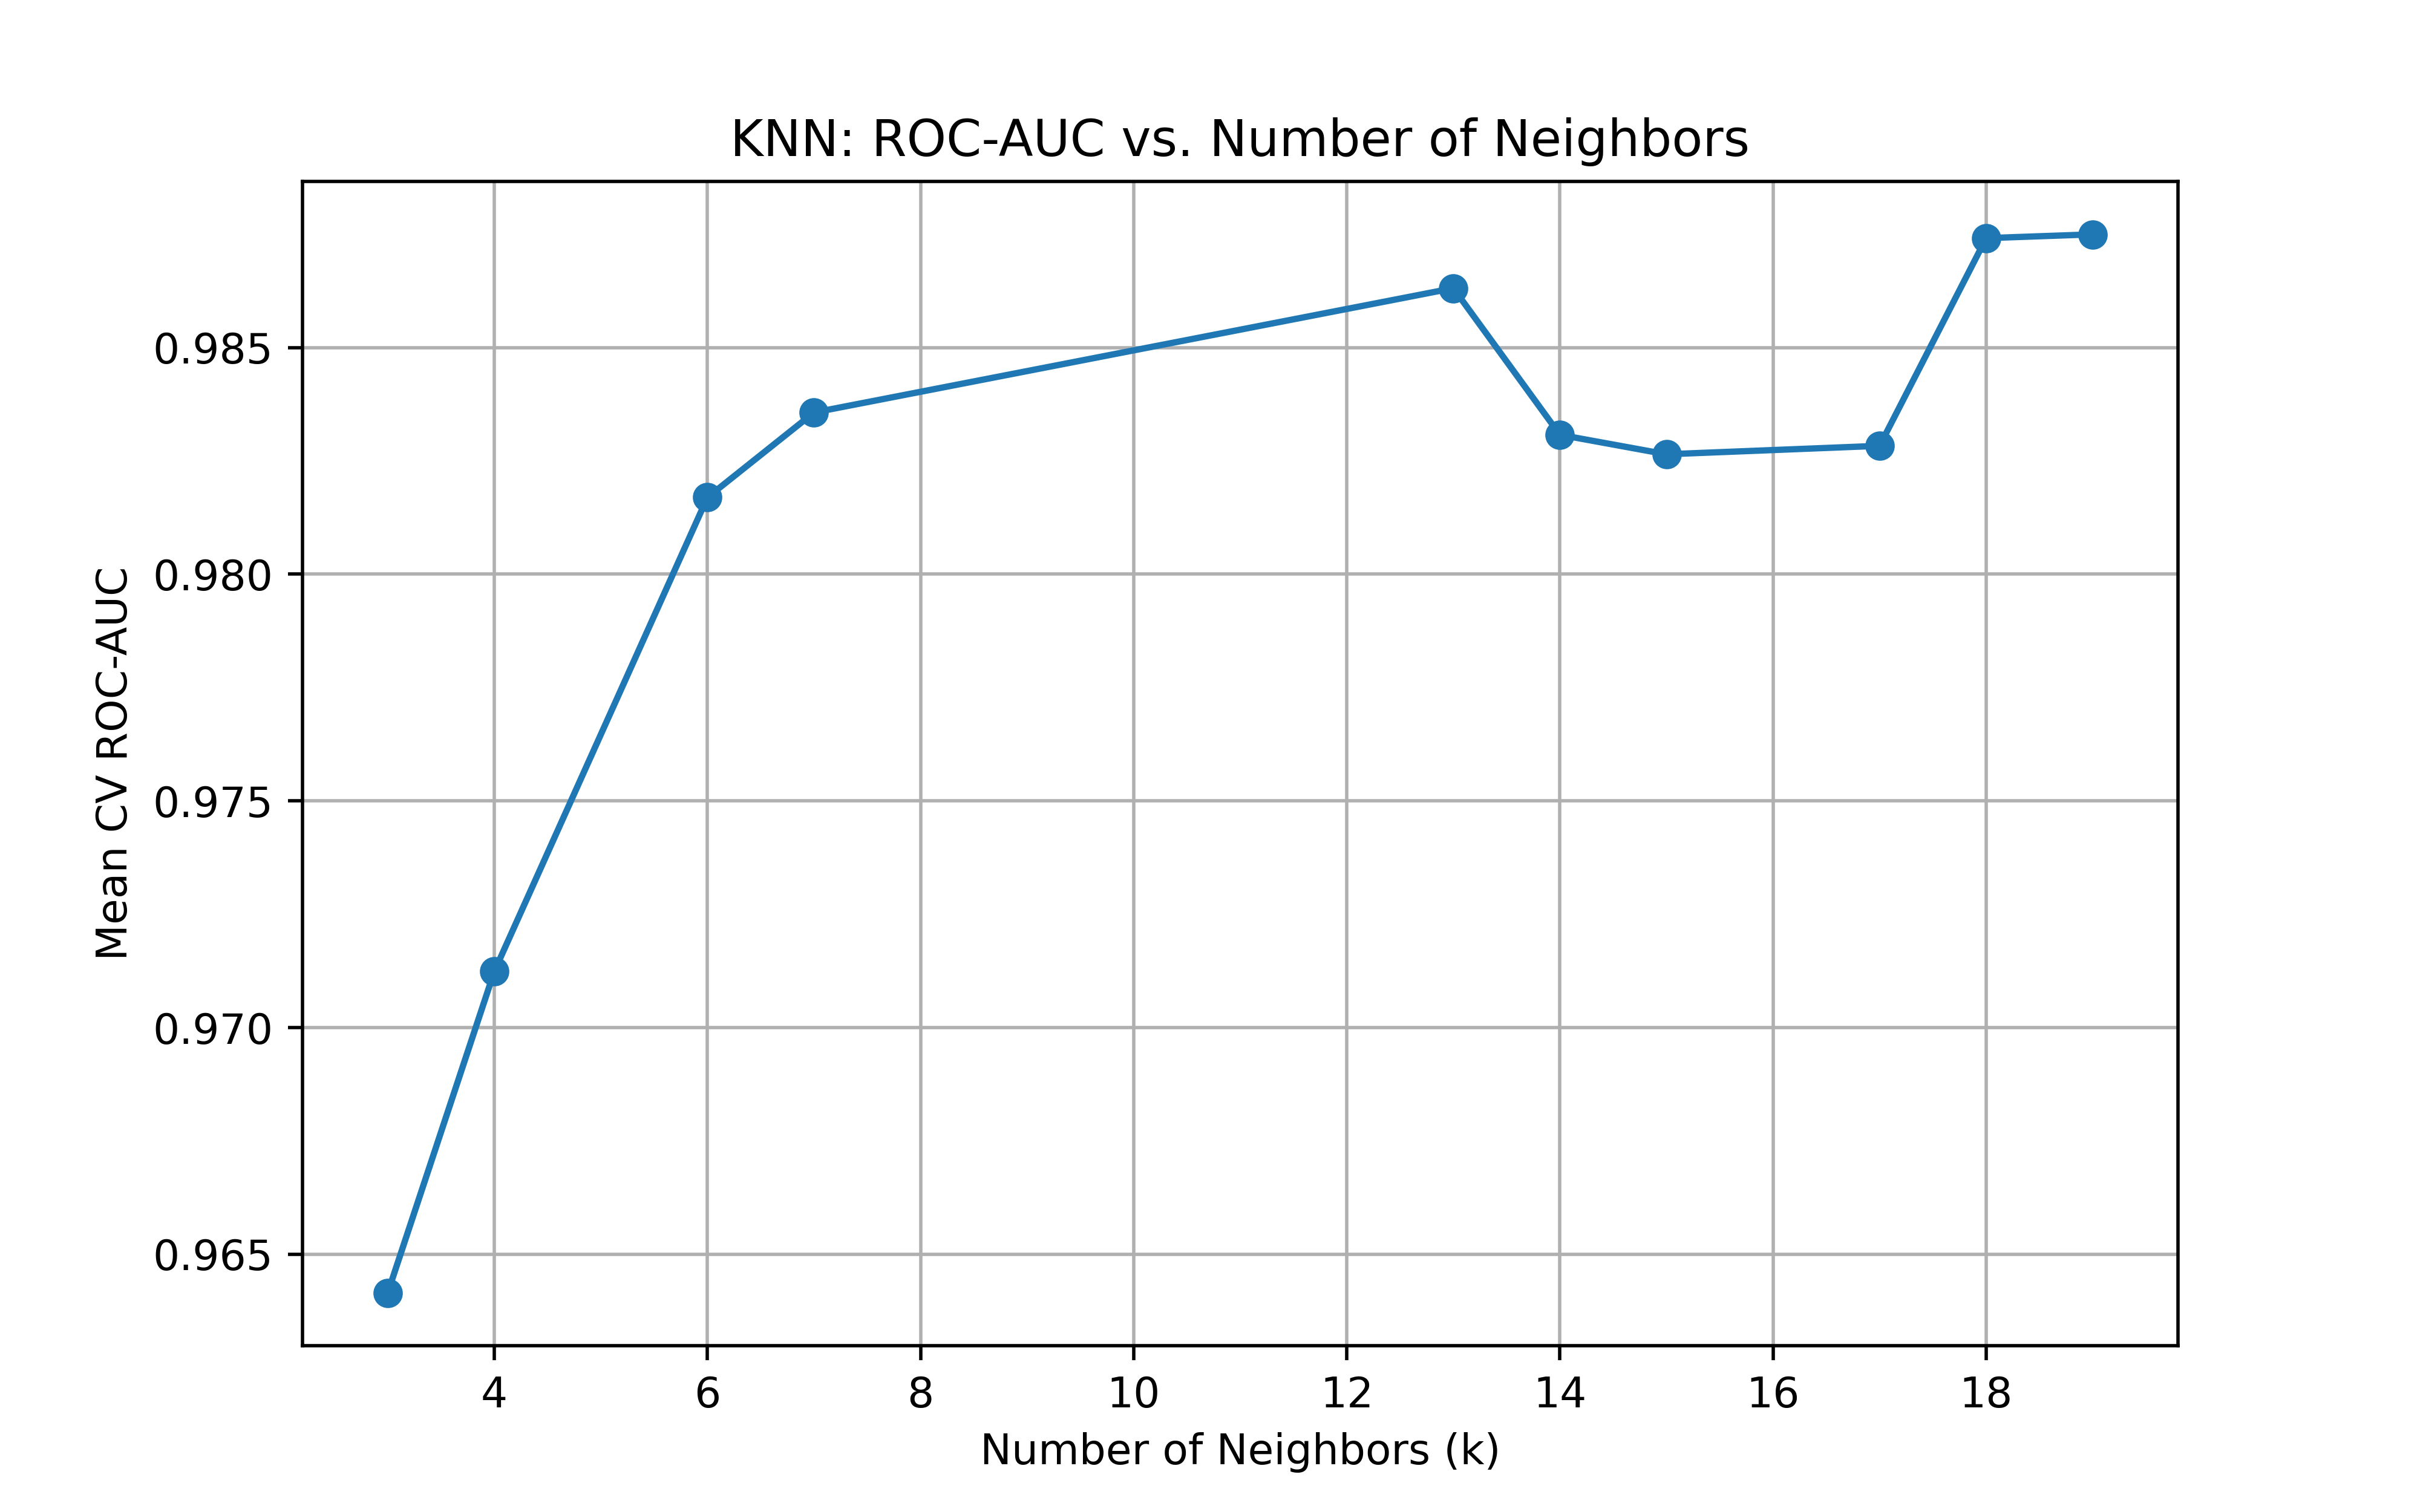 KNN: ROC-AUC vs. Number of Neighbors
Mean CV ROC-AUC
0.985
0.980
0.975
0.970
0.965
4 6 8 10 12 14 16 18
Number of Neighbors (k)